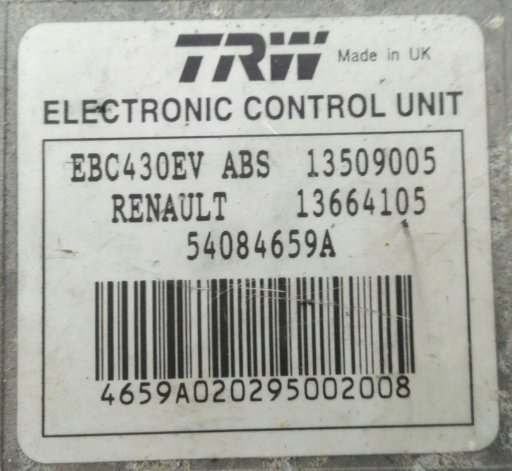 TRW Made in UK
ELECTRONIC CONTROL UNIT
EBC430EV ABS 13509005
RENAULT 13664105
54084659A
4659A020295002008